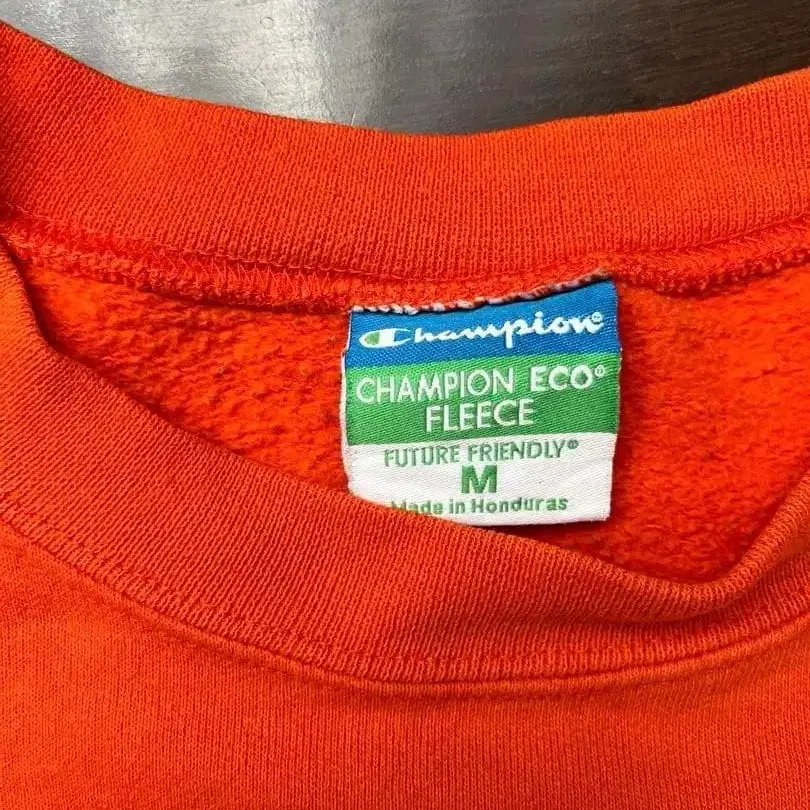 Champion®
CHAMPION ECO®
FLEECE
FUTURE FRIENDLY®
M
Made in Honduras